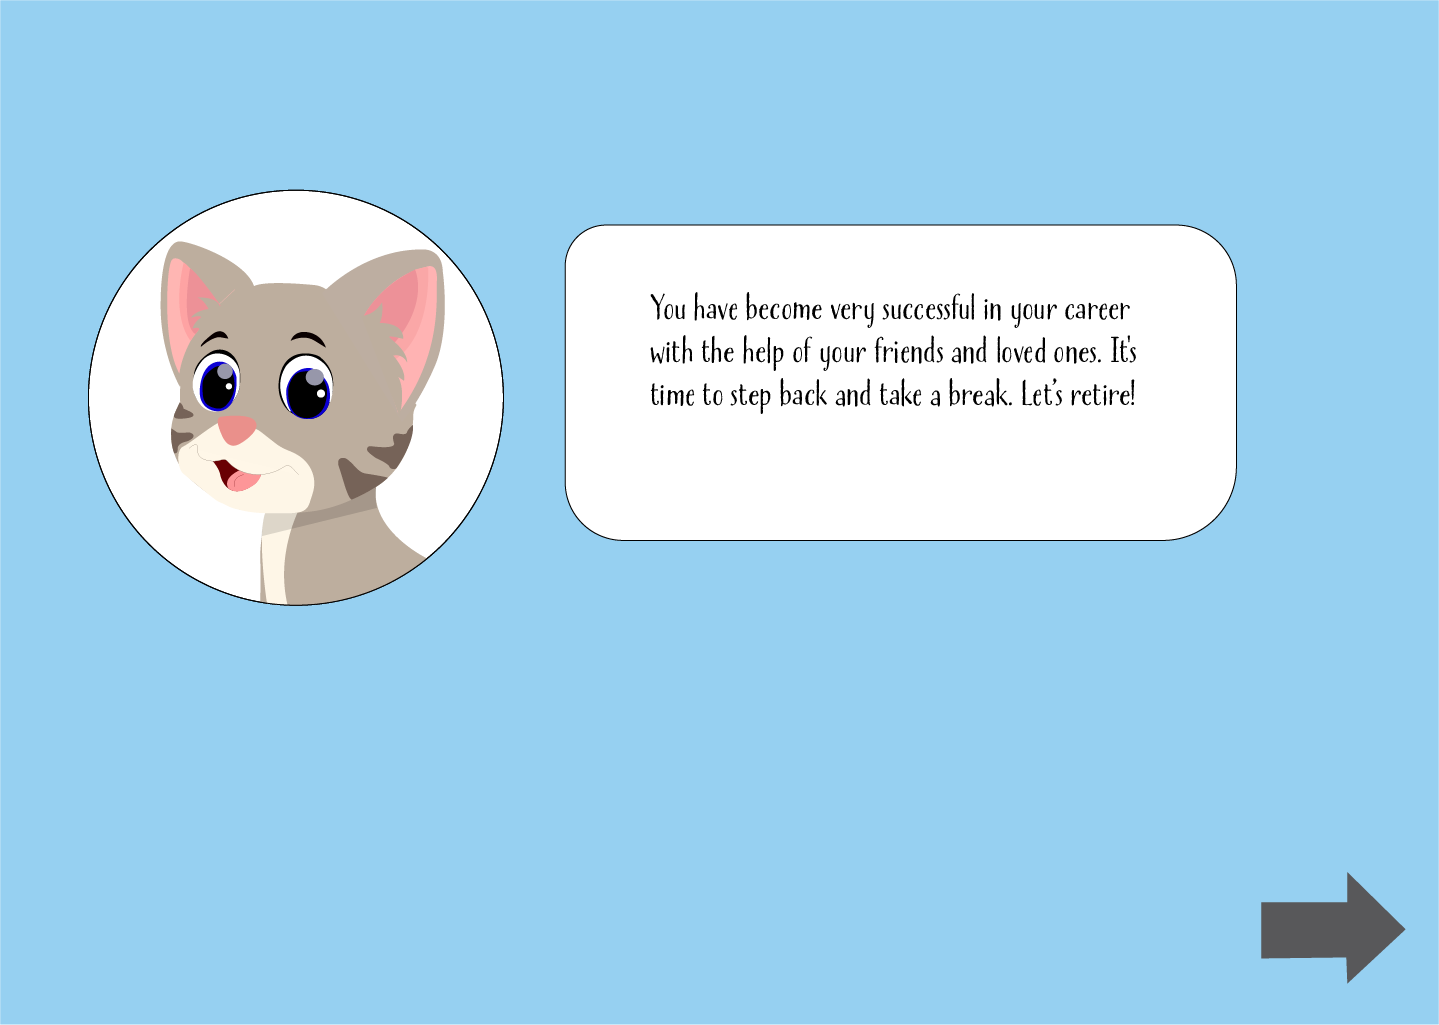 You have become very successful in your career
with the help of your friends and loved ones. It's
time to step back and take a break. Let’s retire!